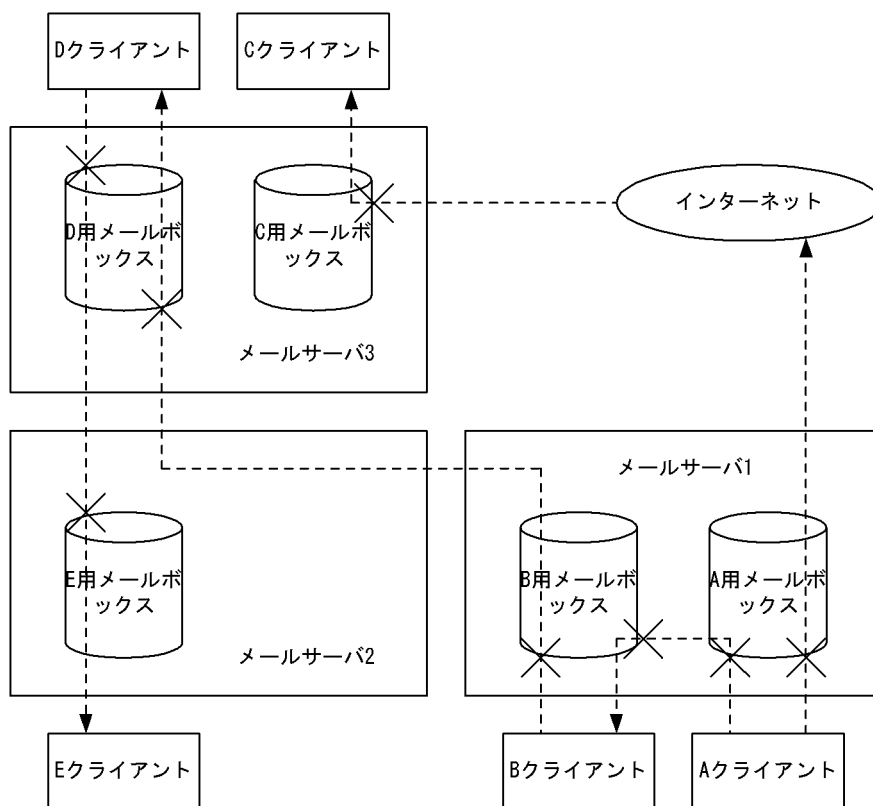 Dクライアント
Cクライアント
インターネット
D用メールボ
ックス
C用メールボ
ックス
メールサーバ3
メールサーバ1
E用メールボ
ックス
B用メールボ
ックス
A用メールボ
ックス
メールサーバ2
Eクライアント
Bクライアント
Aクライアント